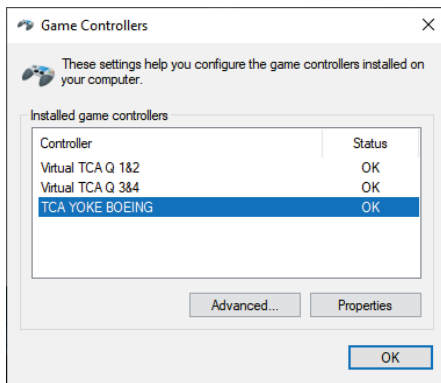 Game Controllers
These settings help you configure the game controllers installed on
your computer.
Installed game controllers
Controller Status
Virtual TCA Q 1&2 OK
Virtual TCA Q 3&4 OK
TCA YOKE BOEING OK
Advanced... Properties
OK